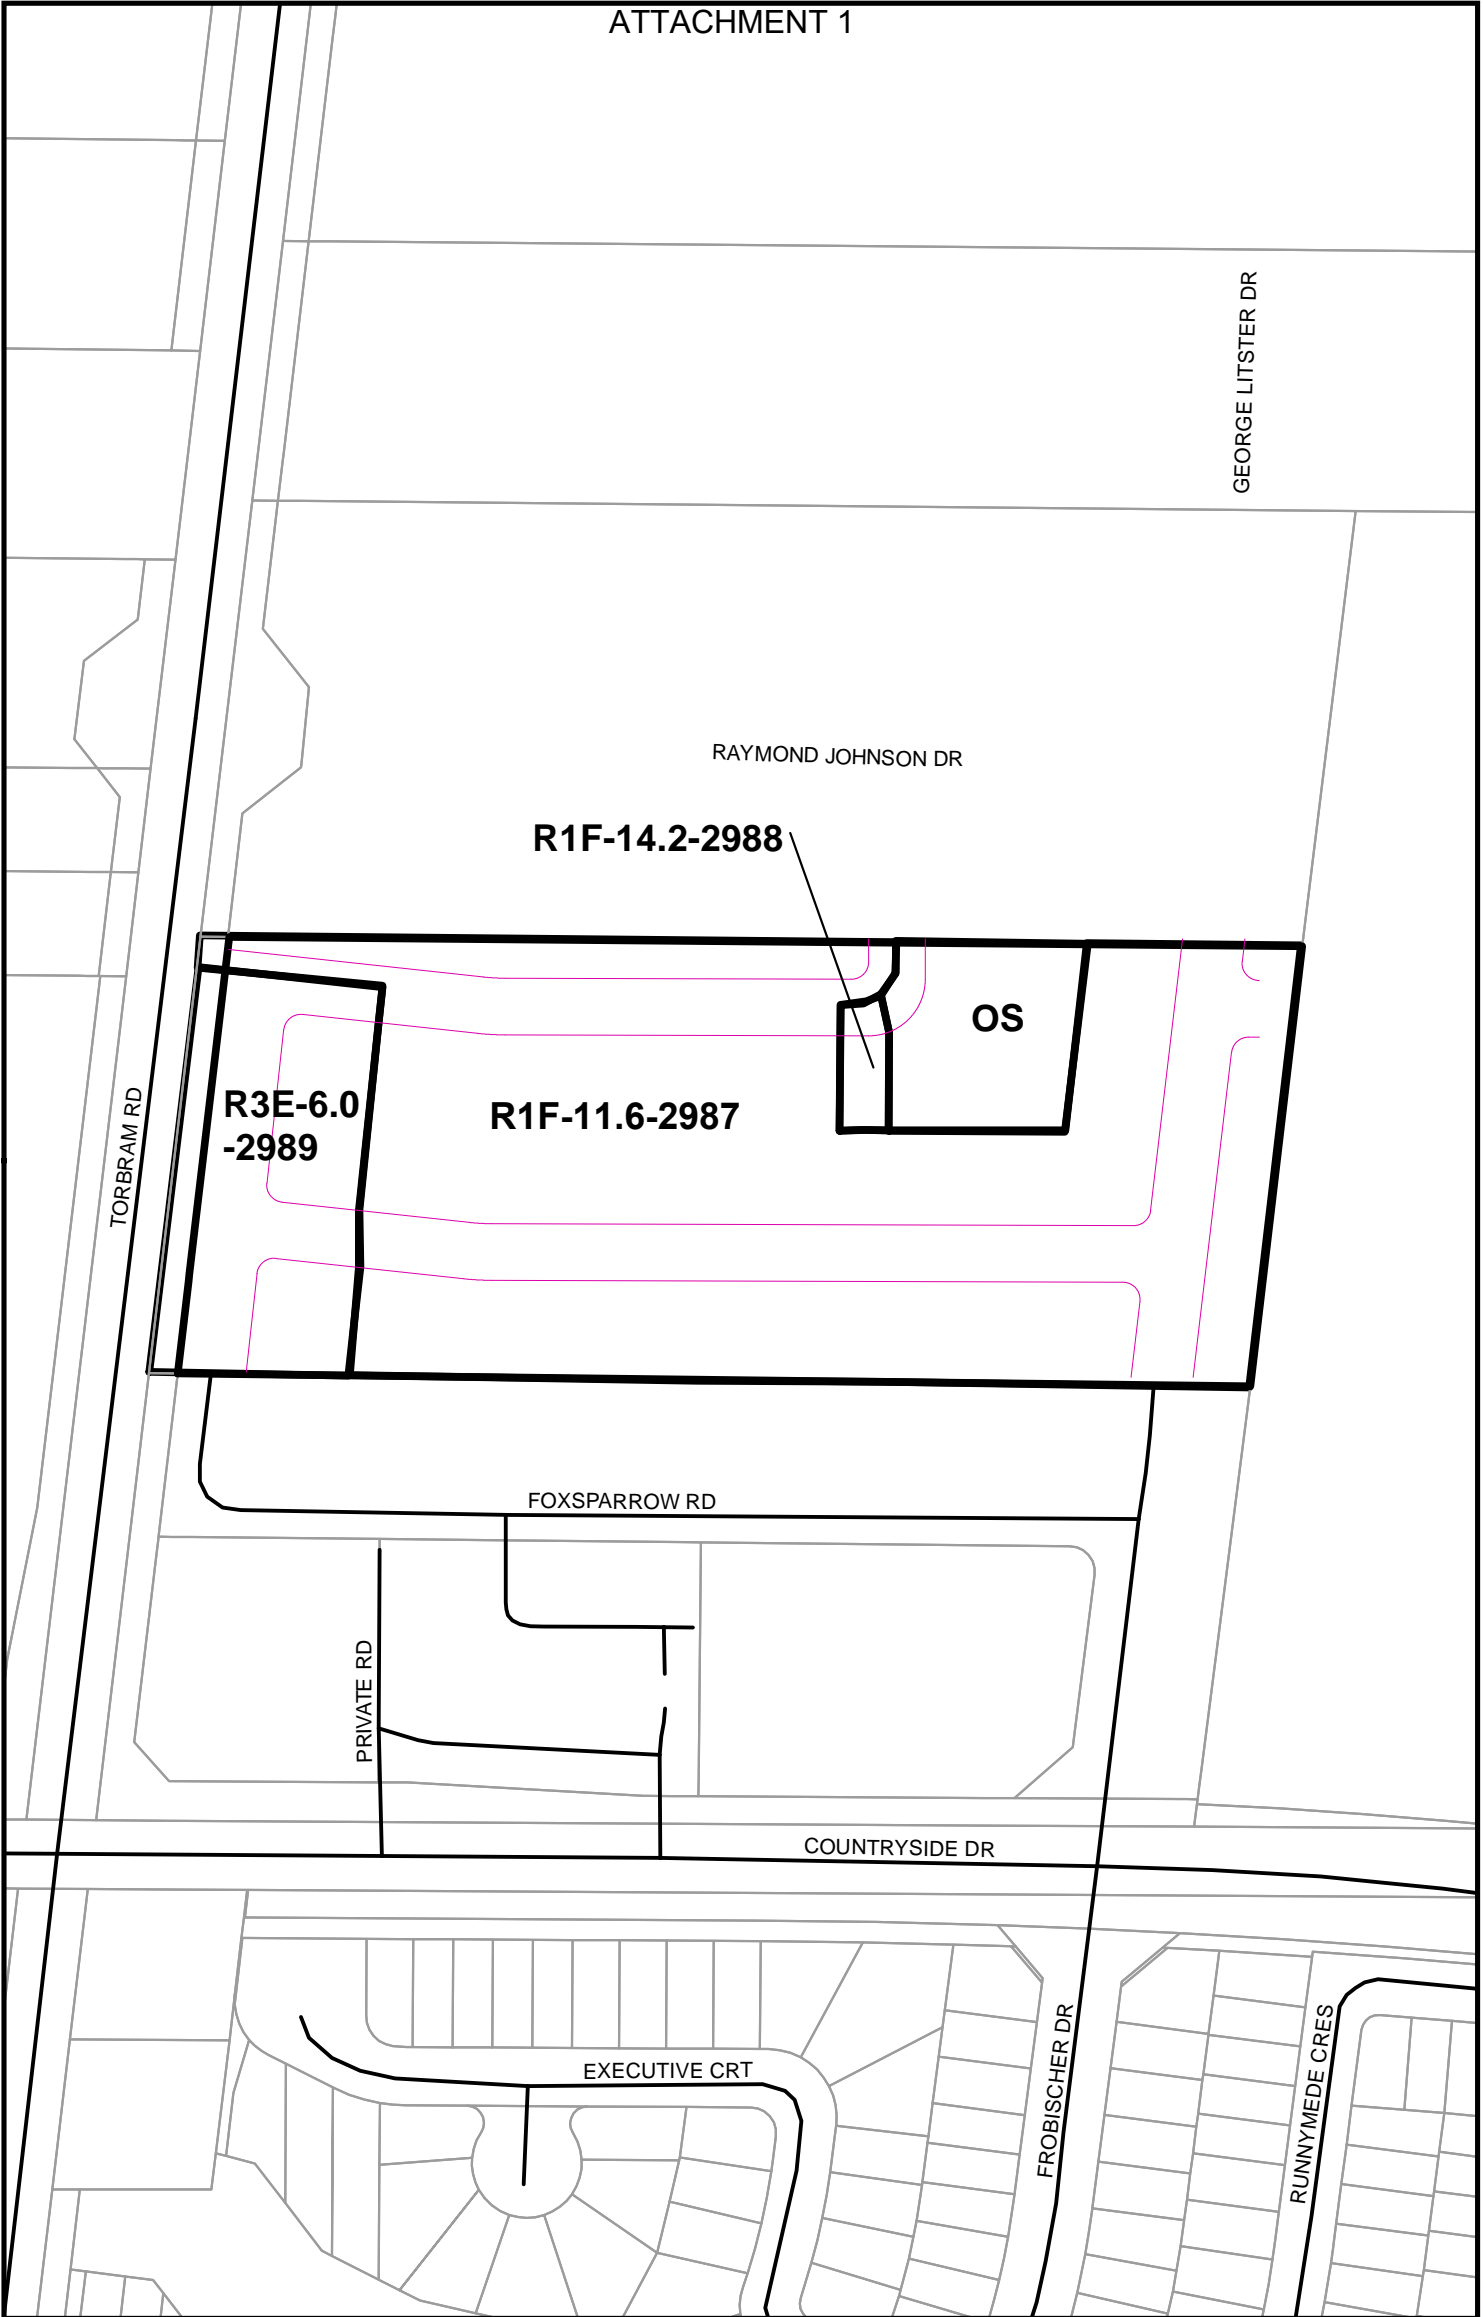 ATTACHMENT 1
GEORGE LITSTER DR
RAYMOND JOHNSON DR
R1F-14.2-2988
OS
R3E-6.0
-2989
R1F-11.6-2987
TORBRAM RD
FOXSPARROW RD
PRIVATE RD
COUNTRYSIDE DR
EXECUTIVE CRT
FROBISCHER DR
RUNNYMEDE CRES